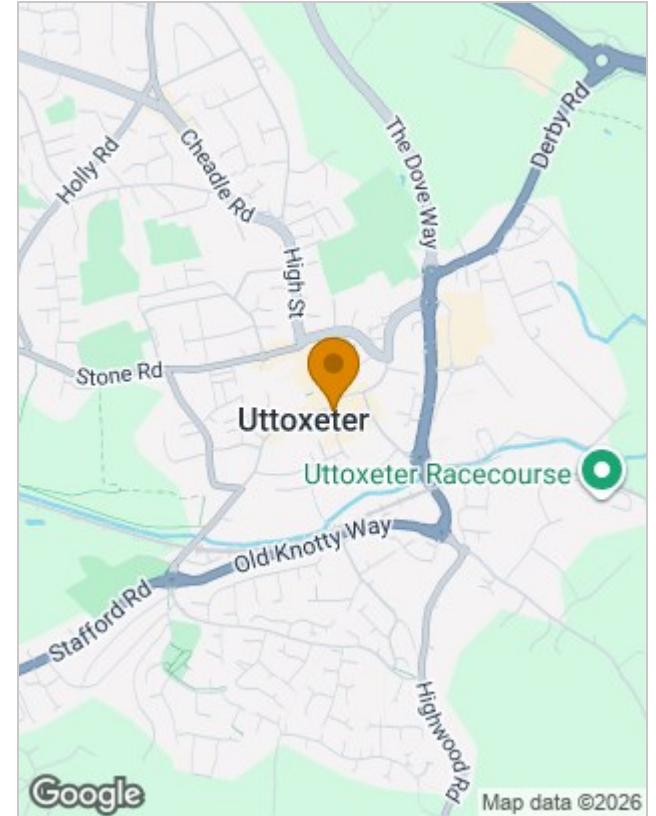 The Dove Way
Derby Rd
Holly Rd
Cheadle Rd
High St
Stone Rd
Uttoxeter
Uttoxeter Racecourse
Old Knotty Way
Stafford Rd
Highwood Rd
Google
Map data ©2026